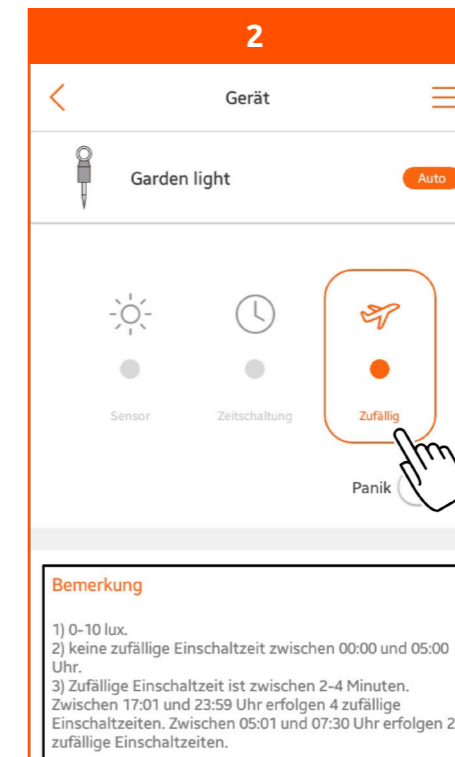 2
Gerät
Garden light
Auto
Sensor
Zeitschaltung
Zufällig
Panik
Bemerkung
1) 0-10 lux.
2) keine zufällige Einschaltzeit zwischen 00:00 und 05:00
Uhr.
3) Zufällige Einschaltzeit ist zwischen 2-4 Minuten.
Zwischen 17:01 und 23:59 Uhr erfolgen 4 zufällige
Einschaltzeiten. Zwischen 05:01 und 07:30 Uhr erfolgen 2
zufällige Einschaltzeiten.